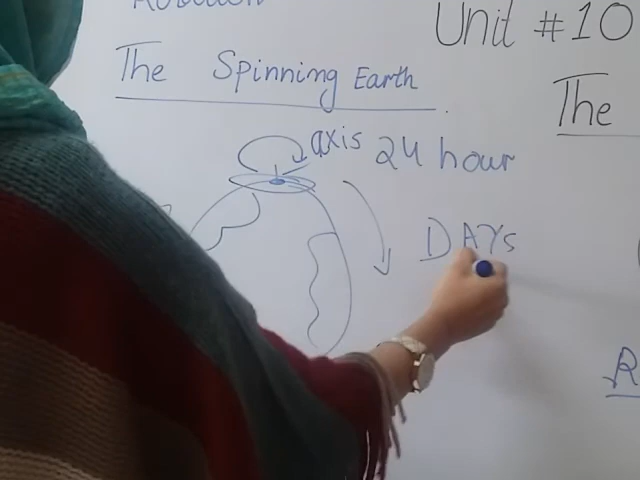 Unit #10
The Spinning Earth
The
axis 24 hour
DAYs
R